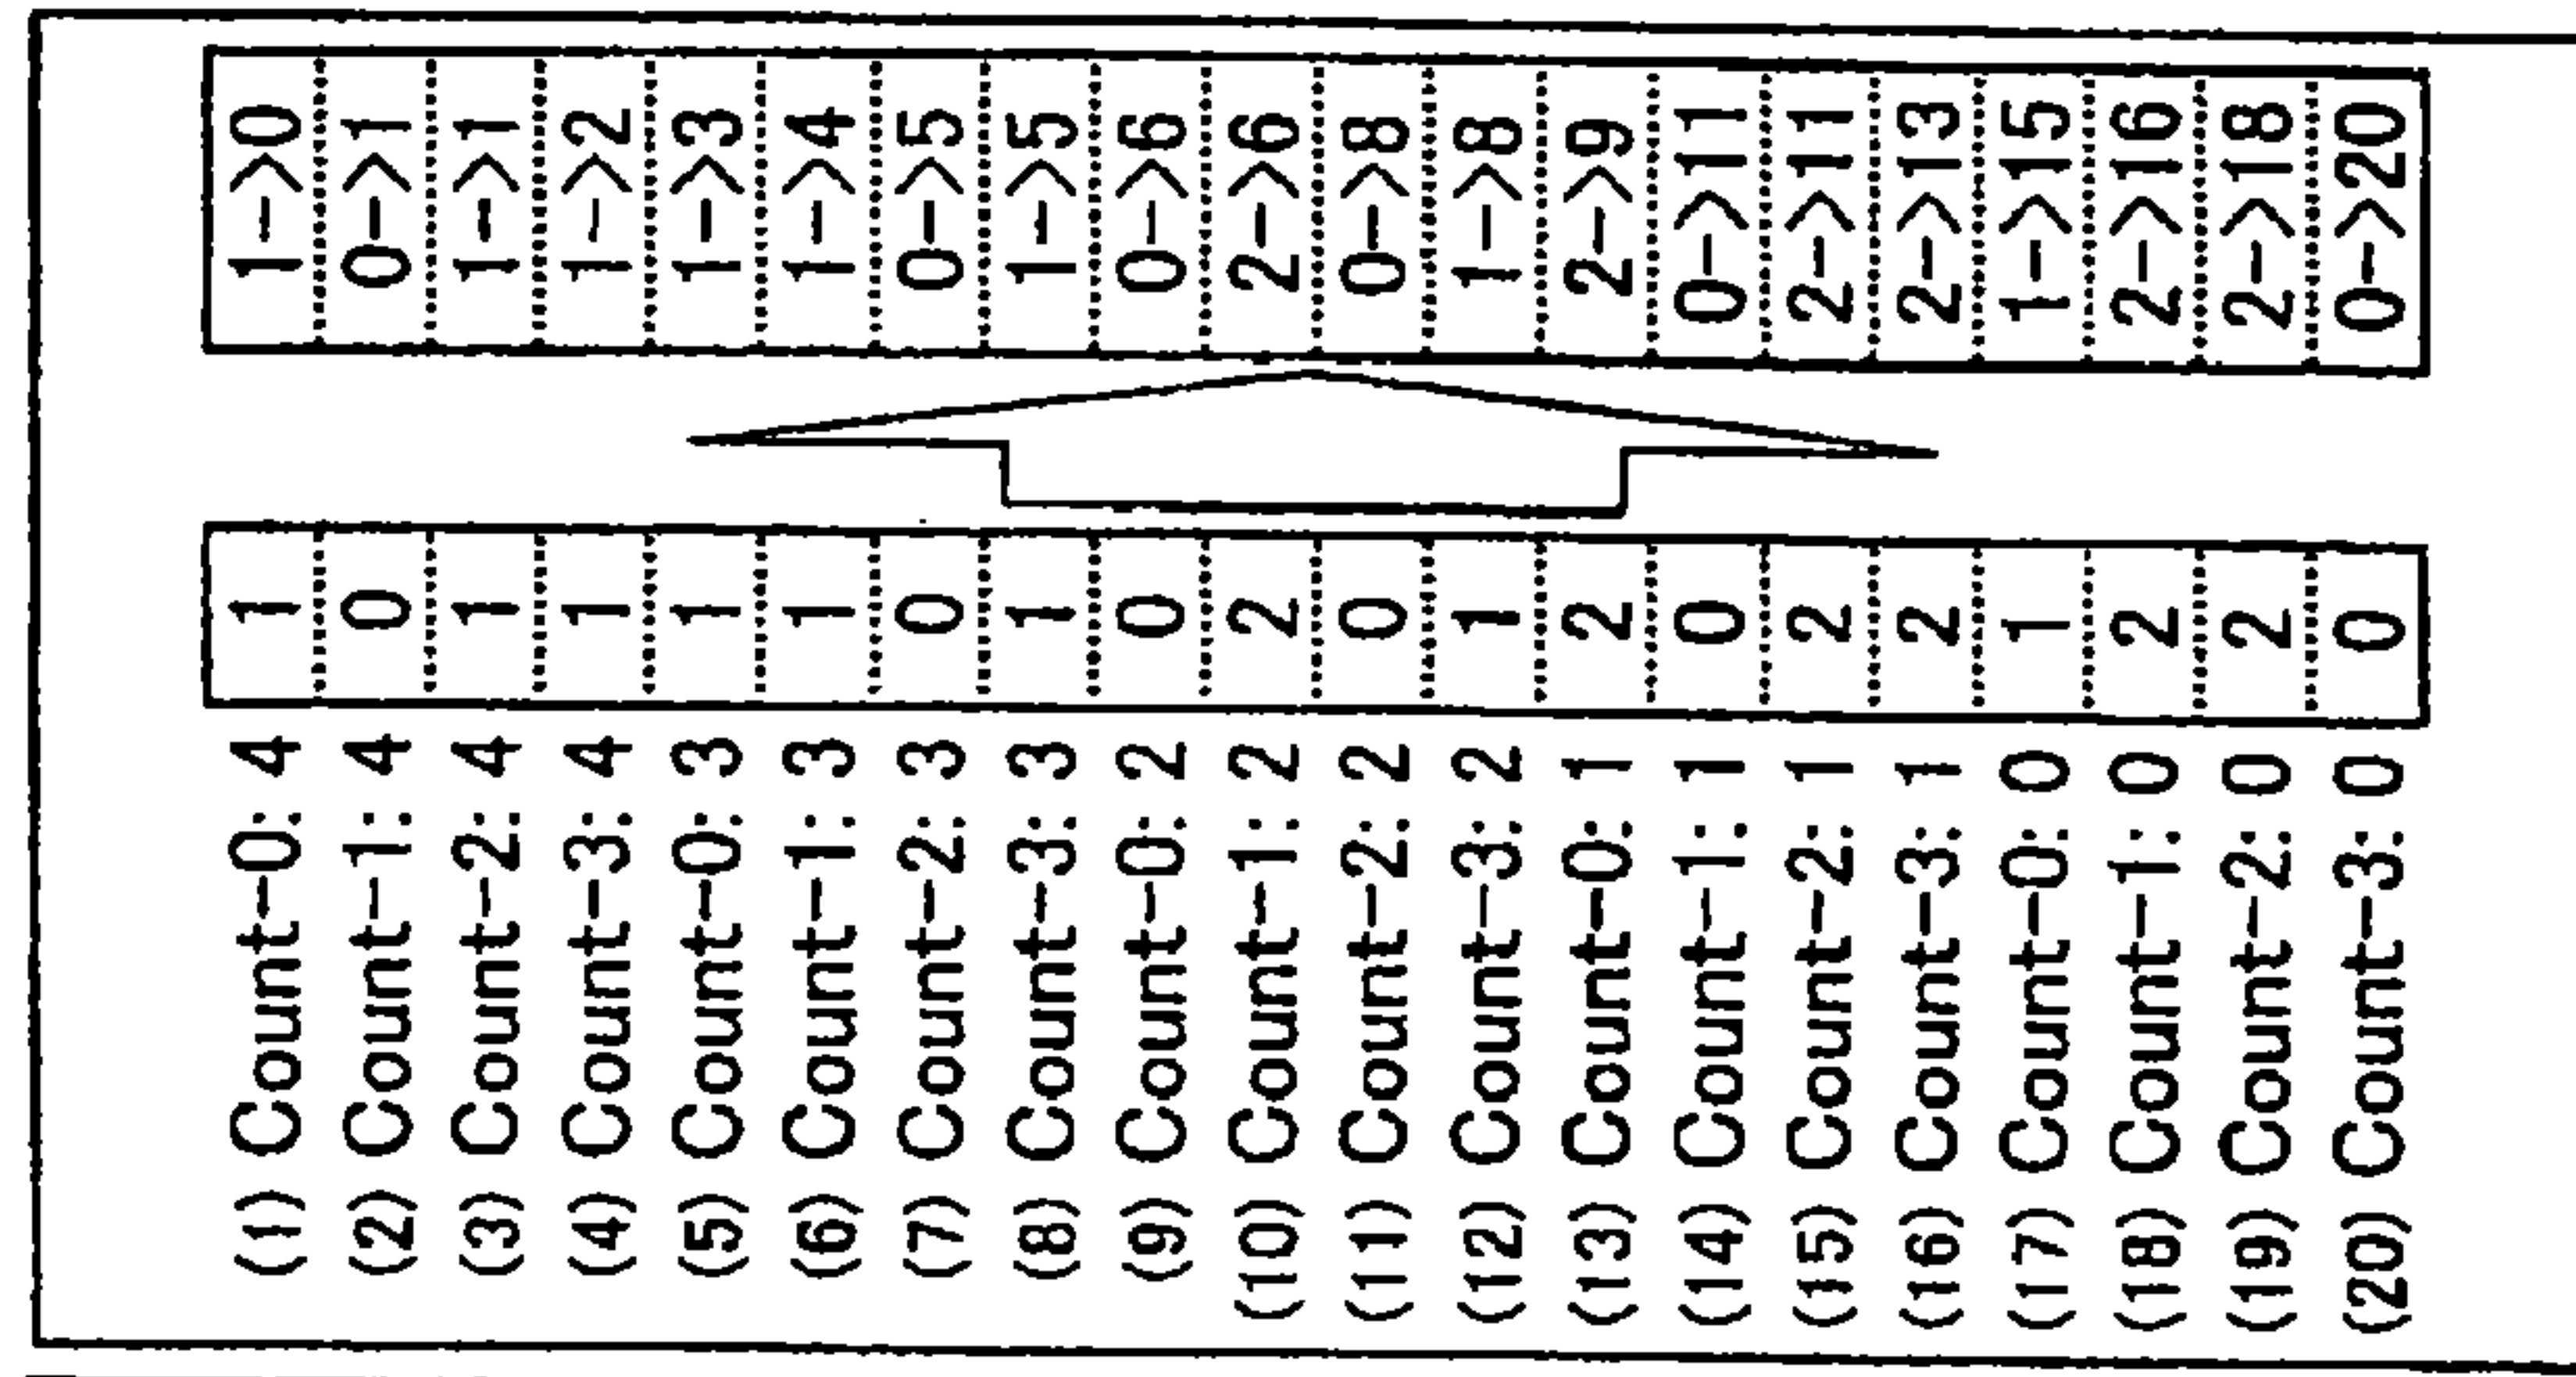 (1) Count-0: 4 1 1->0
(2) Count-1: 4 0 0->1
(3) Count-2: 4 1 1->1
(4) Count-3: 4 1 1->2
(5) Count-0: 3 1 1->3
(6) Count-1: 3 1 1->4
(7) Count-2: 3 0 0->5
(8) Count-3: 3 1 1->5
(9) Count-0: 2 0 0->6
(10) Count-1: 2 2 2->6
(11) Count-2: 2 0 0->8
(12) Count-3: 2 1 1->8
(13) Count-0: 1 2 2->9
(14) Count-1: 1 0 0->11
(15) Count-2: 1 2 2->11
(16) Count-3: 1 2 2->13
(17) Count-0: 0 1 1->15
(18) Count-1: 0 2 2->16
(19) Count-2: 0 2 2->18
(20) Count-3: 0 0 0->20